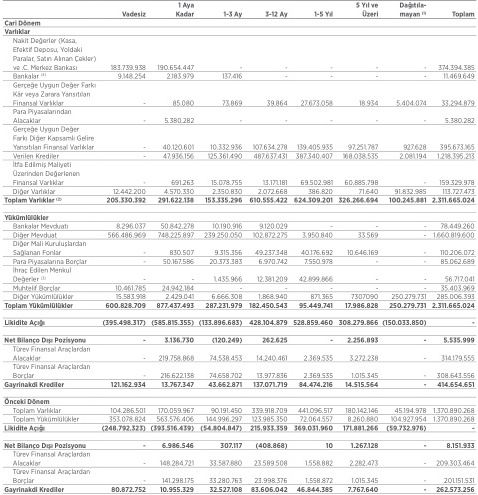 5 Yıl ve Dağıtıla-
Vadesiz 1 Aya Kadar 1-3 Ay 3-12 Ay 1-5 Yıl Üzeri mayan (1) Toplam
Cari Dönem
Varlıklar
Nakit Değerler (Kasa,
Efektif Deposu, Yoldaki
Paralar, Satın Alınan Çekler)
ve .C. Merkez Bankası 183.739.938 190.654.447 - - - - - 374.394.385
Bankalar (4) 9.148.254 2.183.979 137.416 - - - - 11.469.649
Gerçeğe Uygun Değer Farkı
Kâr veya Zarara Yansıtılan
Finansal Varlıklar - 85.080 73.869 39.864 27.673.058 18.934 5.404.074 33.294.879
Para Piyasalarından
Alacaklar - 5.380.282 - - - - - 5.380.282
Gerçeğe Uygun Değer
Farkı Diğer Kapsamlı Gelire
Yansıtılan Finansal Varlıklar - 40.120.601 10.332.936 107.634.278 139.405.935 97.251.787 927.628 395.673.165
Verilen Krediler - 47.936.156 125.361.490 487.637.431 387.340.407 168.038.535 2.081.194 1.218.395.213
İtfa Edilmiş Maliyeti
Üzerinden Değerlenen
Finansal Varlıklar - 691.263 15.078.755 13.171.181 69.502.981 60.885.798 - 159.329.978
Diğer Varlıklar 12.442.200 4.570.330 2.350.830 2.072.668 386.820 71.640 91.832.985 113.727.473
Toplam Varlıklar (2) 205.330.392 291.622.138 153.335.296 610.555.422 624.309.201 326.266.694 100.245.881 2.311.665.024
Yükümlülükler
Bankalar Mevduatı 8.296.037 50.842.278 10.190.916 9.120.029 - - - 78.449.260
Diğer Mevduat 566.486.969 748.225.897 239.250.050 102.872.275 3.950.840 33.569 - 1.660.819.600
Diğer Mali Kuruluşlardan
Sağlanan Fonlar - 830.507 9.315.356 49.237.348 40.176.692 10.646.169 - 110.206.072
Para Piyasalarına Borçlar - 50.167.586 20.373.383 6.970.742 7.550.978 - - 85.062.689
İhraç Edilen Menkul
Değerler (3) - - 1.435.966 12.381.209 42.899.866 - - 56.717.041
Muhtelif Borçlar 10.461.785 24.942.184 - - - - - 35.403.969
Diğer Yükümlülükler 15.583.918 2.429.041 6.666.308 1.868.940 871.365 7.307.090 250.279.731 285.006.393
Toplam Yükümlülükler 600.828.709 877.437.493 287.231.979 182.450.543 95.449.741 17.986.828 250.279.731 2.311.665.024
Likidite Açığı (395.498.317) (585.815.355) (133.896.683) 428.104.879 528.859.460 308.279.866 (150.033.850) -
Net Bilanço Dışı Pozisyonu - 3.136.730 (120.249) 262.625 - 2.256.893 - 5.535.999
Türev Finansal Araçlardan
Alacaklar - 219.758.868 74.538.453 14.240.461 2.369.535 3.272.238 - 314.179.555
Türev Finansal Araçlardan
Borçlar - 216.622.138 74.658.702 13.977.836 2.369.535 1.015.345 - 308.643.556
Gayrinakdi Krediler 121.162.934 13.767.347 43.662.871 137.071.719 84.474.216 14.515.564 - 414.654.651
Önceki Dönem
Toplam Varlıklar 104.286.501 170.059.967 90.191.450 339.918.709 441.096.517 180.142.146 45.194.978 1.370.890.268
Toplam Yükümlülükler 353.078.824 563.576.406 144.996.297 123.985.350 72.064.557 8.260.880 104.927.954 1.370.890.268
Likidite Açığı (248.792.323) (393.516.439) (54.804.847) 215.933.359 369.031.960 171.881.266 (59.732.976) -
Net Bilanço Dışı Pozisyonu - 6.986.546 307.117 (408.868) 10 1.267.128 - 8.151.933
Türev Finansal Araçlardan
Alacaklar - 148.284.721 33.587.880 23.589.508 1.558.882 2.282.473 - 209.303.464
Türev Finansal Araçlardan
Borçlar - 141.298.175 33.280.763 23.998.376 1.558.872 1.015.345 - 201.151.531
Gayrinakdi Krediler 80.872.752 10.955.329 32.527.108 83.606.042 46.844.385 7.767.640 - 262.573.256